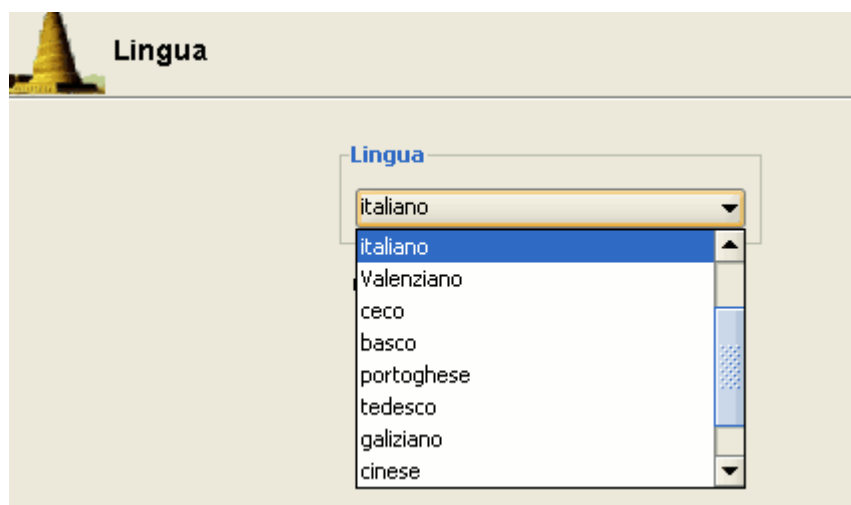 Lingua
Lingua
italiano
italiano
Valenziano
ceco
basco
portoghese
tedesco
galiziano
cinese